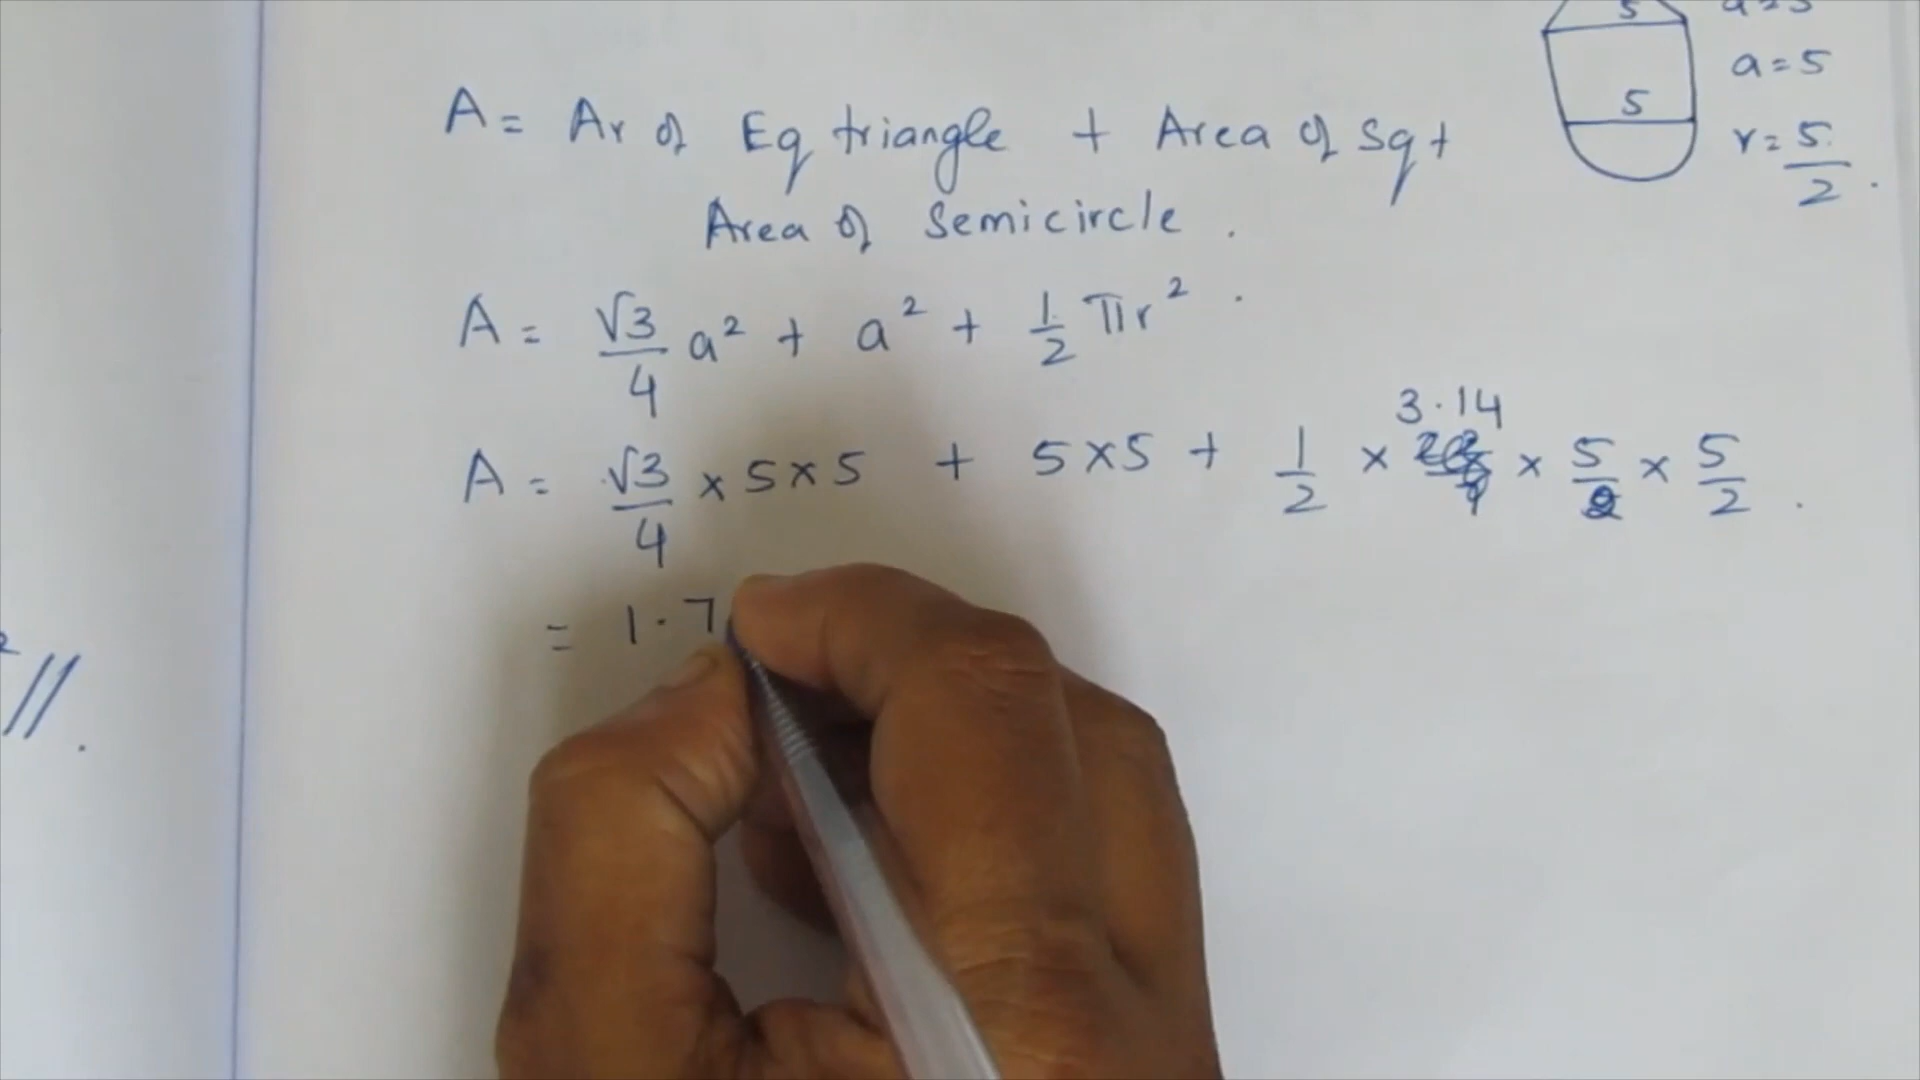 5 a=5
a=5
5
r=5/2.
A= Ar of Eq triangle + Area of Sq +
Area of Semicircle.
A= √3/4 a² + a² + 1/2 πr².
3.14
A= √3/4 × 5×5 + 5×5 + 1/2 × × 5/2 × 5/2.
= 1.7
//.